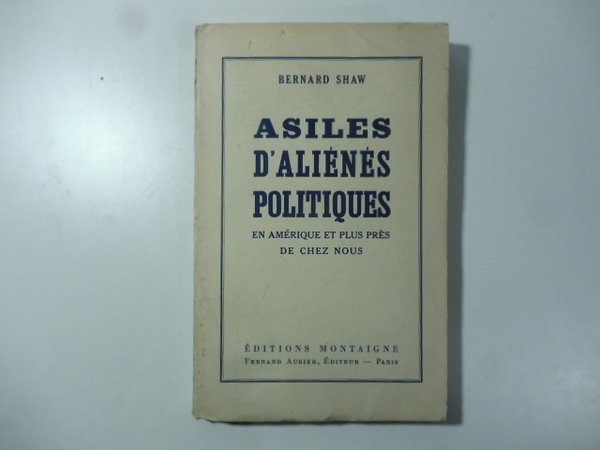 BERNARD SHAW
ASILES
D'ALIÉNÉS
POLITIQUES
EN AMÉRIQUE ET PLUS PRÈS
DE CHEZ NOUS
ÉDITIONS MONTAIGNE
FERNAND AUBIER, ÉDITEUR — PARIS